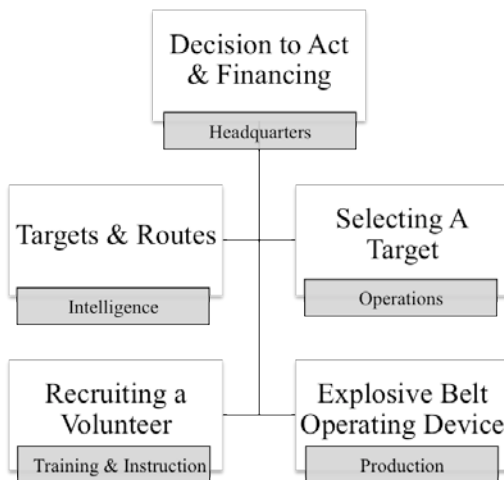 Decision to Act
& Financing
Headquarters
Targets & Routes
Intelligence
Selecting A
Target
Operations
Recruiting a
Volunteer
Training & Instruction
Explosive Belt
Operating Device
Production